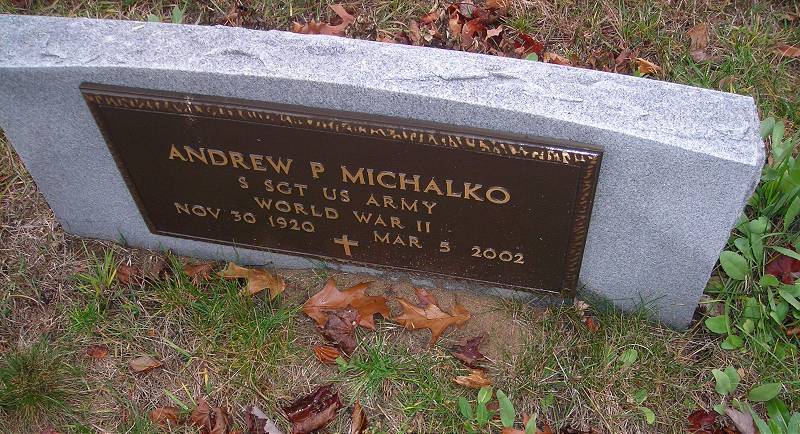 ANDREW P MICHALKO
S SGT US ARMY
WORLD WAR II
NOV 30 1920 MAR 5 2002